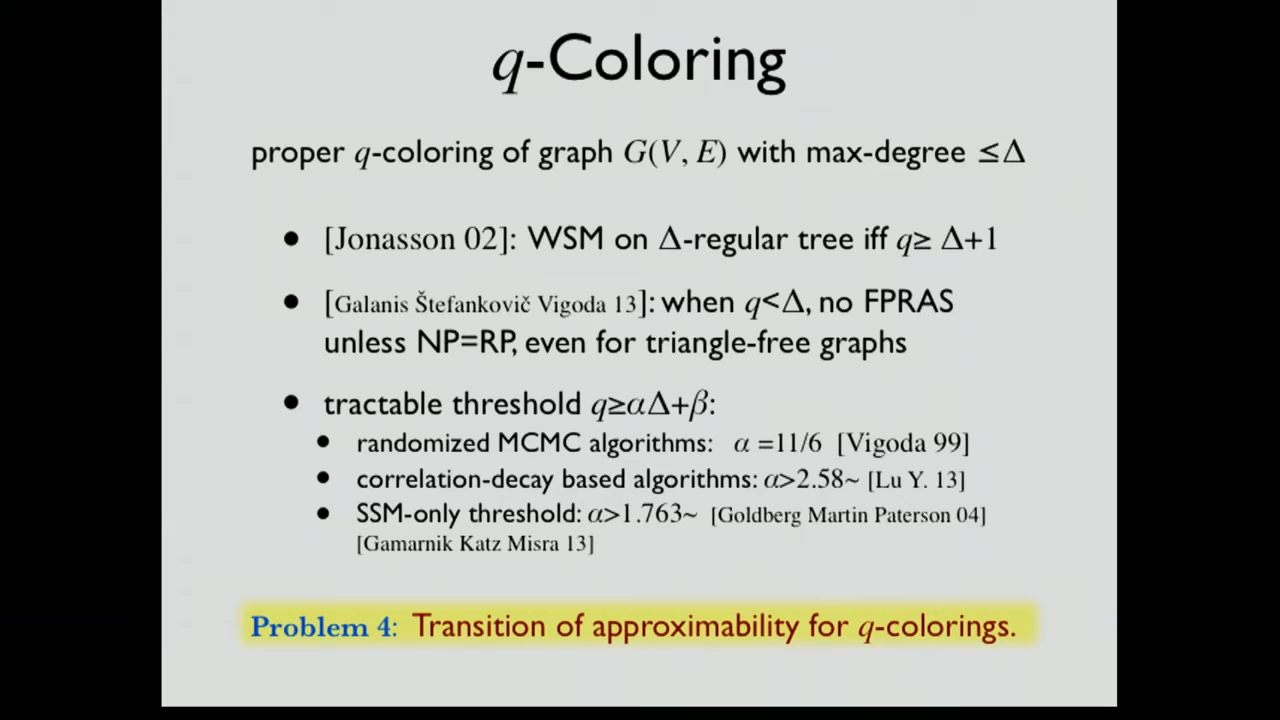 q-Coloring
proper q-coloring of graph G(V, E) with max-degree ≤Δ
• [Jonasson 02]: WSM on Δ-regular tree iff q≥ Δ+1
• [Galanis Štefankovič Vigoda 13]: when q<Δ, no FPRAS
unless NP=RP, even for triangle-free graphs
• tractable threshold q≥αΔ+β:
• randomized MCMC algorithms: α =11/6 [Vigoda 99]
• correlation-decay based algorithms: α>2.58~ [Lu Y. 13]
• SSM-only threshold: α>1.763~ [Goldberg Martin Paterson 04]
[Gamarnik Katz Misra 13]
Problem 4: Transition of approximability for q-colorings.